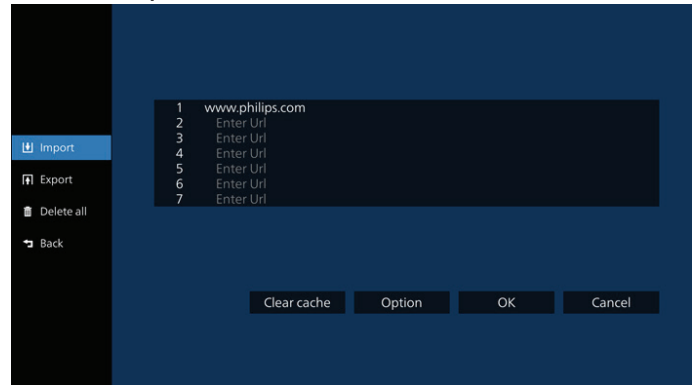 Import
Export
Delete all
Back
1 www.philips.com
2 Enter Url
3 Enter Url
4 Enter Url
5 Enter Url
6 Enter Url
7 Enter Url
Clear cache Option OK Cancel